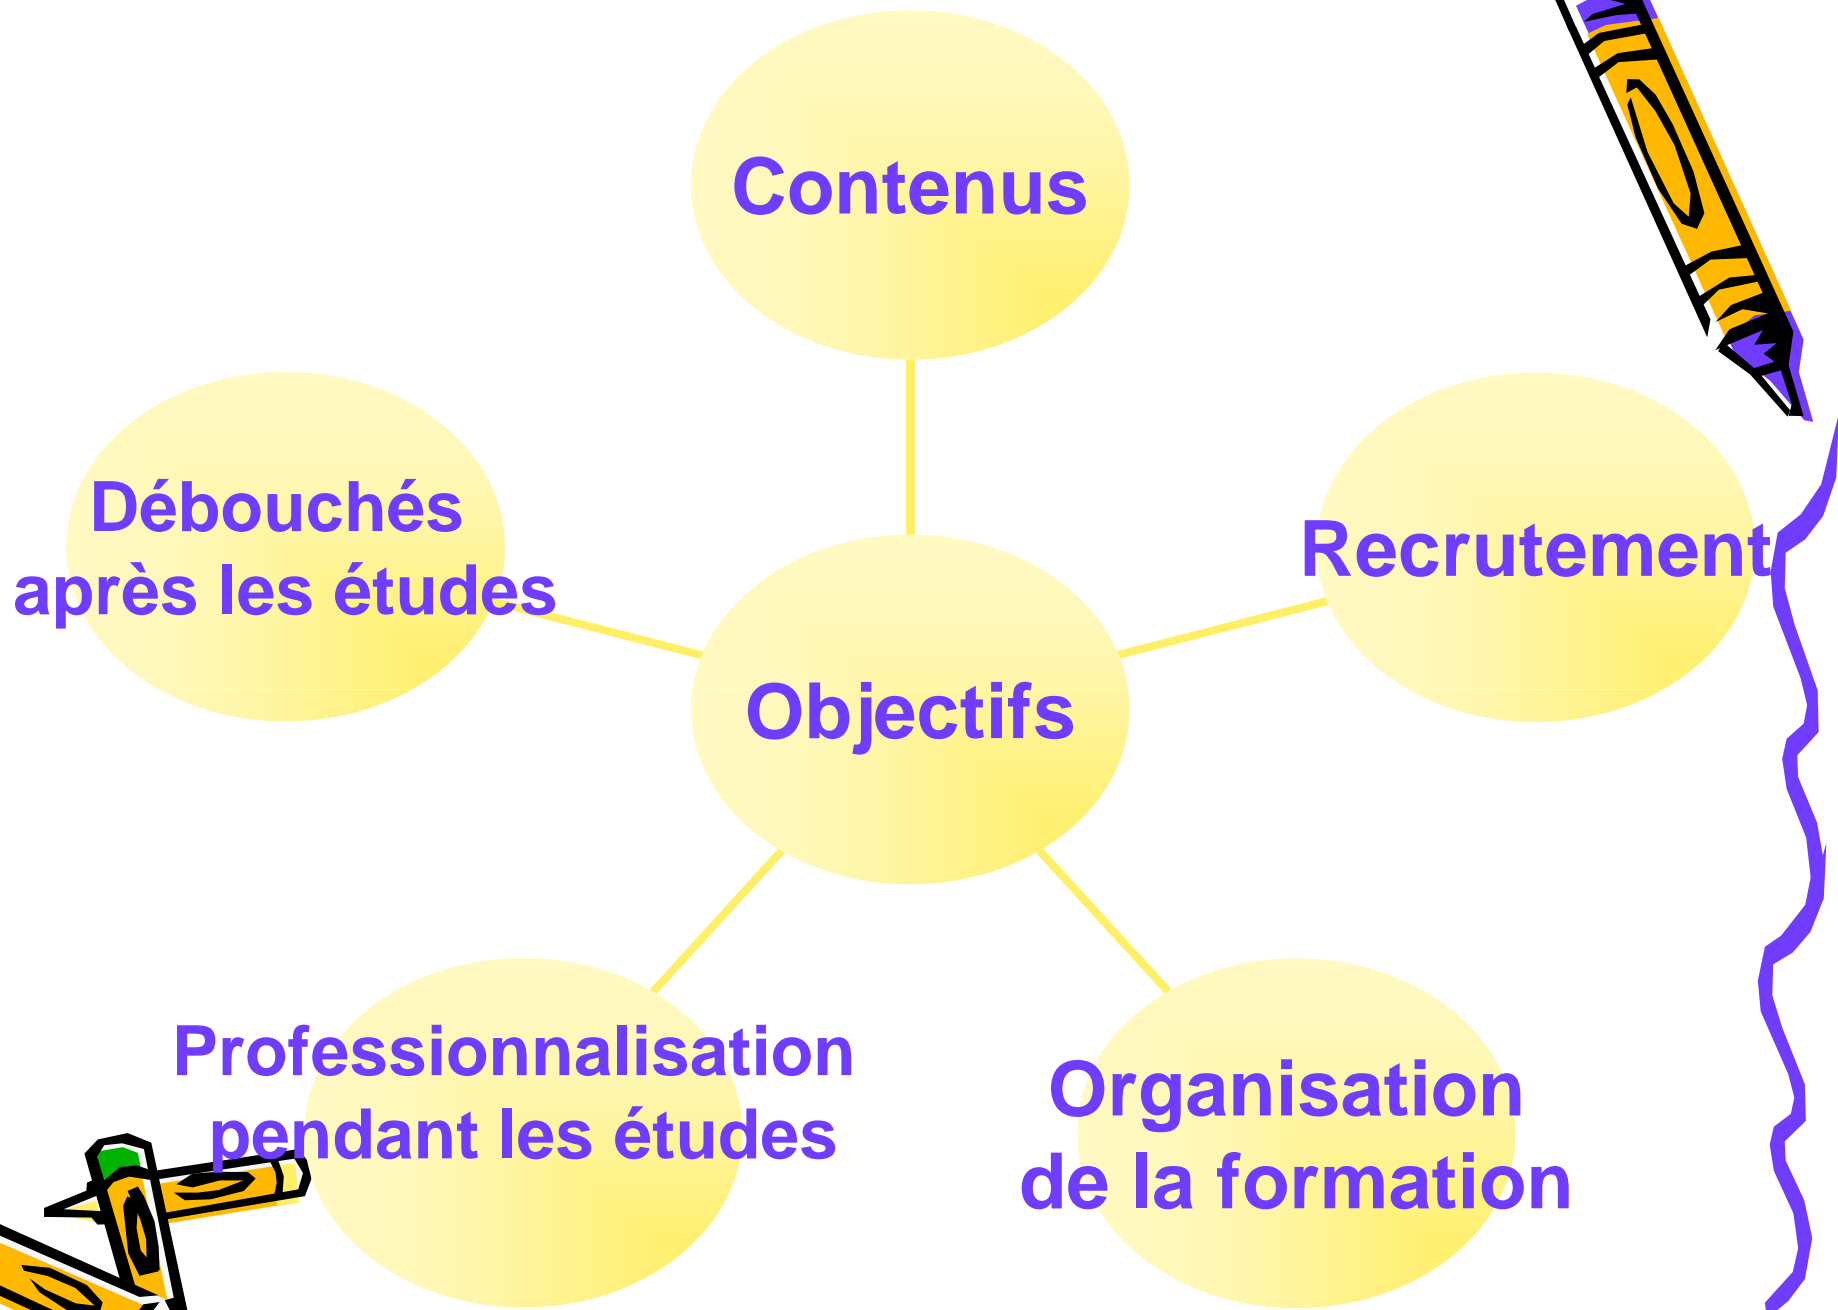 Contenus
Débouchés
après les études
Recrutement
Objectifs
Professionnalisation
pendant les études
Organisation
de la formation